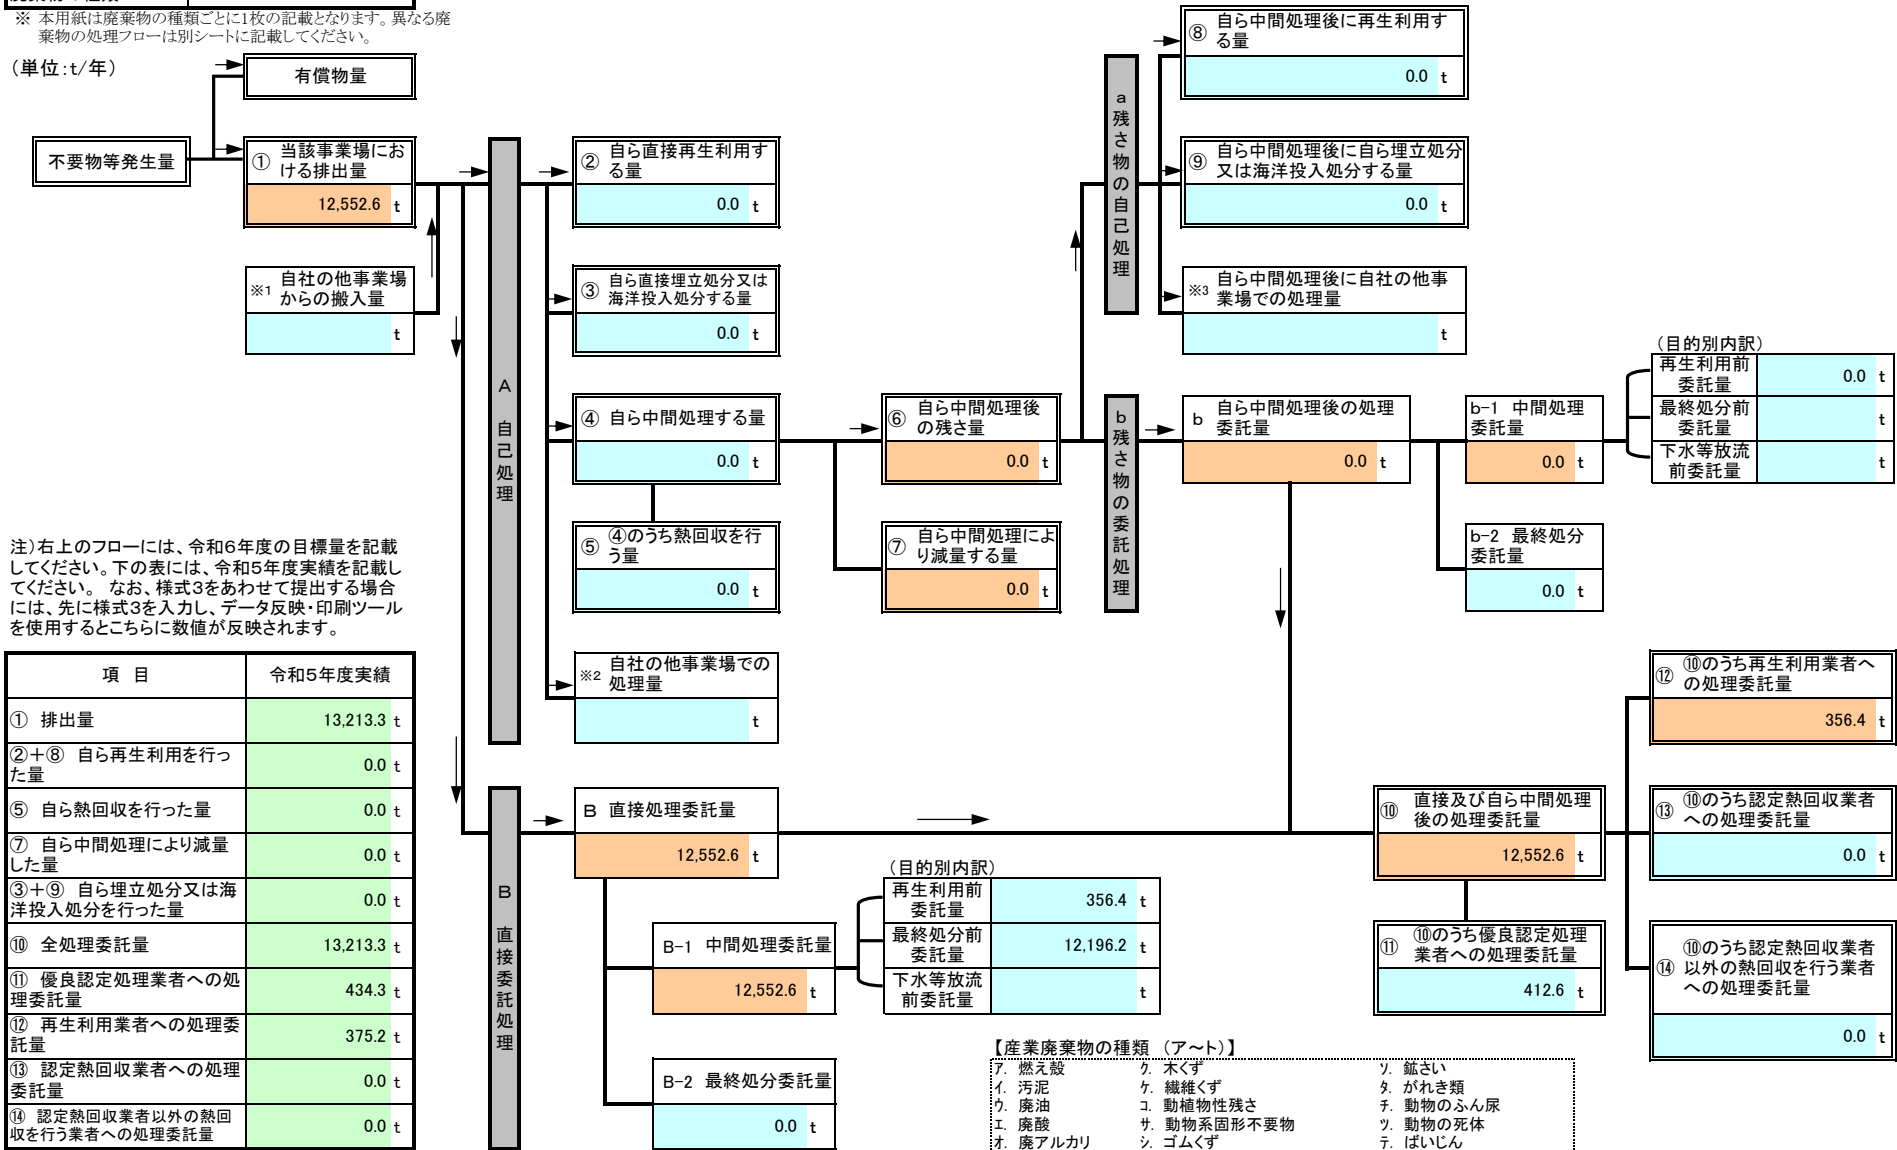 ※ 本用紙は廃棄物の種類ごとに1枚の記載となります。異なる廃
棄物の処理フローは別シートに記載してください。
(単位:t/年)
有償物量
不要物等発生量
① 当該事業場にお
ける排出量
12,552.6 t
※1 自社の他事業場
からの搬入量
t
A 自己処理
② 自ら直接再生利用す
る量
0.0 t
③ 自ら直接埋立処分又は
海洋投入処分する量
0.0 t
④ 自ら中間処理する量
0.0 t
⑤ ④のうち熱回収を行
う量
0.0 t
※2 自社の他事業場での
処理量
t
⑥ 自ら中間処理後
の残さ量
0.0 t
⑦ 自ら中間処理によ
り減量する量
0.0 t
a 残さ物の自己処理
⑧ 自ら中間処理後に再生利用す
る量
0.0 t
⑨ 自ら中間処理後に自ら埋立処分
又は海洋投入処分する量
0.0 t
※3 自ら中間処理後に自社の他事
業場での処理量
t
b 残さ物の委託処理
b 自ら中間処理後の処理
委託量
0.0 t
b-1 中間処理
委託量
0.0 t
b-2 最終処分
委託量
0.0 t
(目的別内訳)
再生利用前
委託量 0.0 t
最終処分前
委託量 t
下水等放流
前委託量 t
注)右上のフローには、令和6年度の目標量を記載
してください。下の表には、令和5年度実績を記載し
てください。 なお、様式3をあわせて提出する場合
には、先に様式3を入力し、データ反映・印刷ツール
を使用するとこちらに数値が反映されます。
項 目 令和5年度実績
① 排出量 13,213.3 t
②+⑧ 自ら再生利用を行っ
た量 0.0 t
⑤ 自ら熱回収を行った量 0.0 t
⑦ 自ら中間処理により減量
した量 0.0 t
③+⑨ 自ら埋立処分又は海
洋投入処分を行った量 0.0 t
⑩ 全処理委託量 13,213.3 t
⑪ 優良認定処理業者への処
理委託量 434.3 t
⑫ 再生利用業者への処理委
託量 375.2 t
⑬ 認定熱回収業者への処理
委託量 0.0 t
⑭ 認定熱回収業者以外の熱回
収を行う業者への処理委託量 0.0 t
B 直接委託処理
B 直接処理委託量
12,552.6 t
B-1 中間処理委託量
12,552.6 t
B-2 最終処分委託量
0.0 t
(目的別内訳)
再生利用前
委託量 356.4 t
最終処分前
委託量 12,196.2 t
下水等放流
前委託量 t
⑩ 直接及び自ら中間処理
後の処理委託量
12,552.6 t
⑪ ⑩のうち優良認定処理
業者への処理委託量
412.6 t
⑫ ⑩のうち再生利用業者へ
の処理委託量
356.4 t
⑬ ⑩のうち認定熱回収業者
への処理委託量
0.0 t
⑭ ⑩のうち認定熱回収業者
以外の熱回収を行う業者
への処理委託量
0.0 t
【産業廃棄物の種類 (ア~ト)】
ア. 燃え殻 ク. 木くず ソ. 鉱さい
イ. 汚泥 ケ. 繊維くず タ. がれき類
ウ. 廃油 コ. 動植物性残さ チ. 動物のふん尿
エ. 廃酸 サ. 動物系固形不要物 ツ. 動物の死体
オ. 廃アルカリ シ. ゴムくず テ. ばいじん